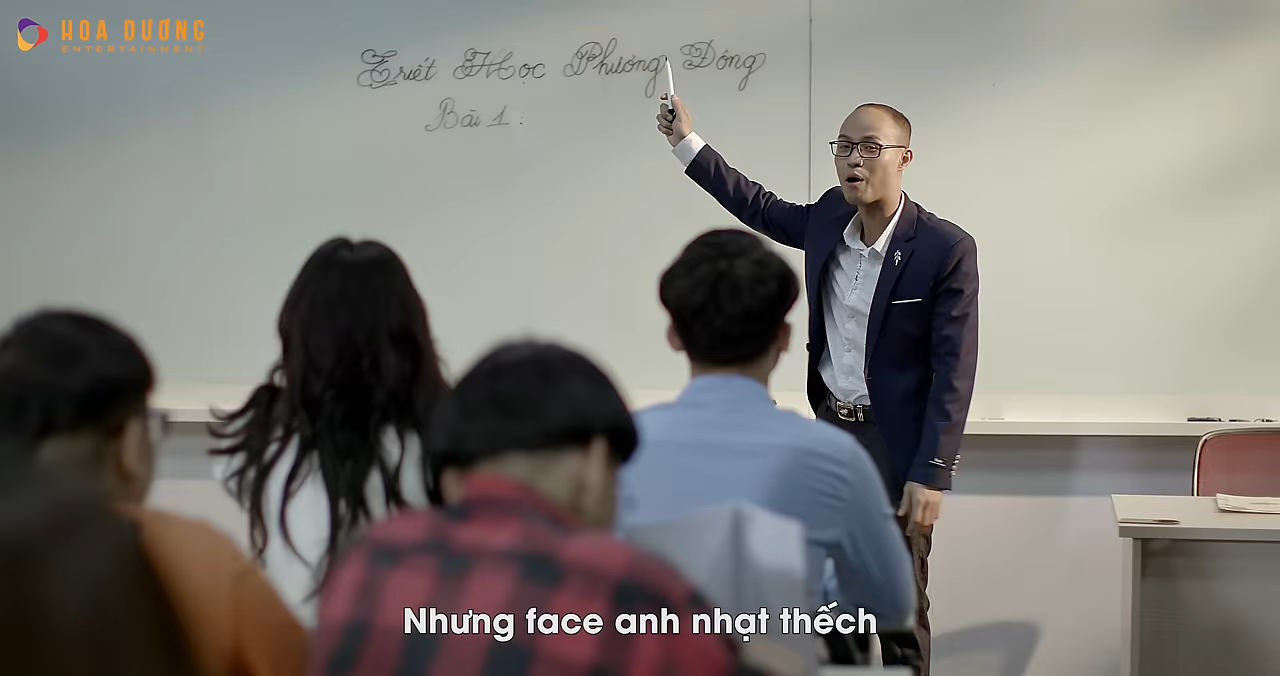 HOA DƯƠNG
ENTERTAINMENT
Triết Học Phương Đông
Bài 1:
Nhưng face anh nhạt thếch